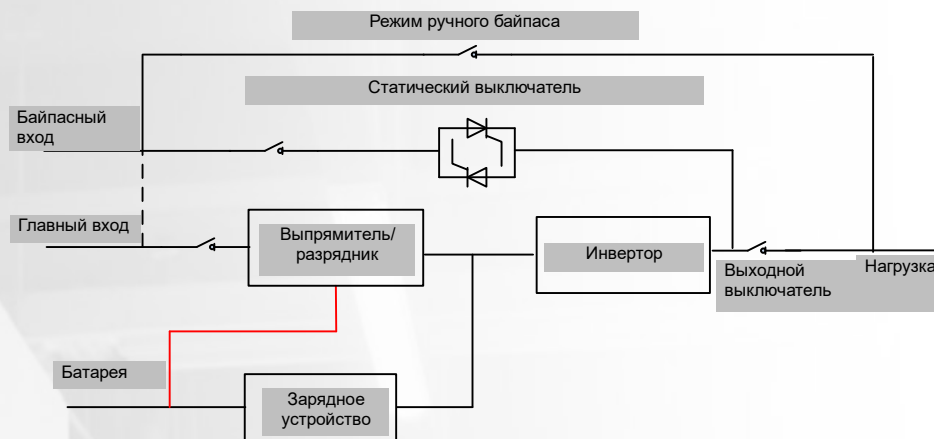 Режим ручного байпаса
Статический выключатель
Байпасный
вход
Главный вход
Выпрямитель/
разрядник
Инвертор
Выходной
выключатель
Нагрузка
Батарея
Зарядное
устройство